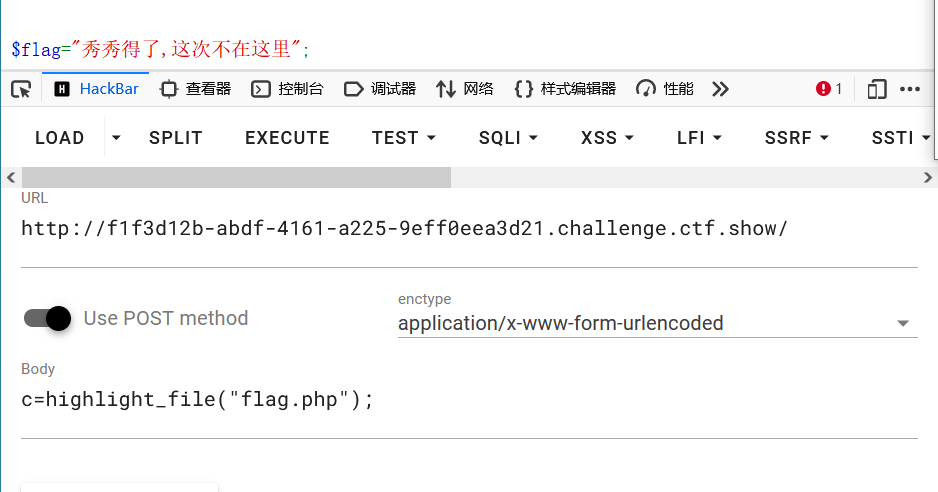 $flag="秀秀得了,这次不在这里";
H HackBar 查看器 控制台 调试器 网络 {} 样式编辑器 性能 1
LOAD SPLIT EXECUTE TEST SQLI XSS LFI SSRF SSTI
URL
http://f1f3d12b-abdf-4161-a225-9eff0eea3d21.challenge.ctf.show/
enctype
Use POST method
application/x-www-form-urlencoded
Body
c=highlight_file("flag.php");